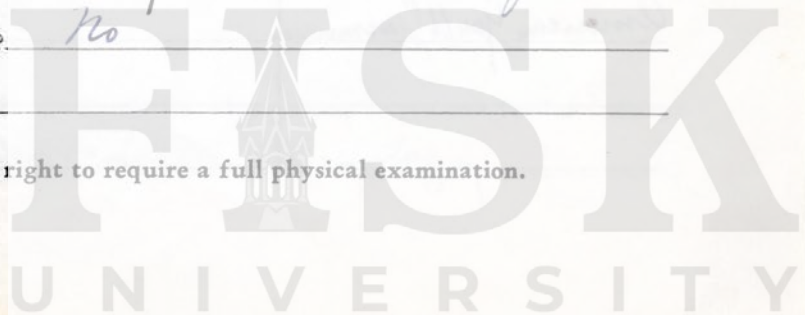 No
right to require a full physical examination.
FISK
UNIVERSITY